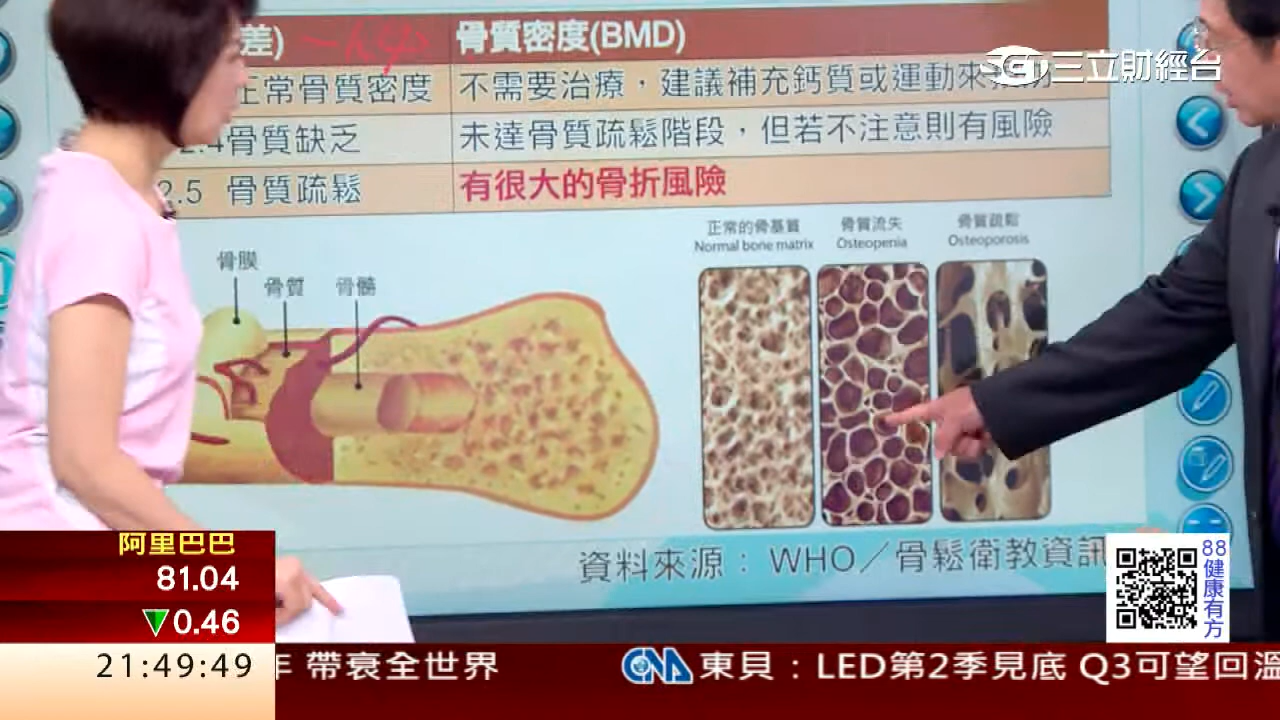 差) 骨質密度(BMD)
三立財經台
正常骨質密度 不需要治療，建議補充鈣質或運動來
2.4骨質缺乏 未達骨質疏鬆階段，但若不注意則有風險
2.5 骨質疏鬆 有很大的骨折風險
正常的骨基質 骨質流失 骨質疏鬆
Normal bone matrix Osteopenia Osteoporosis
骨膜
骨質 骨髓
資料來源：WHO／骨鬆衛教資訊
88健康有方
阿里巴巴
81.04
▼0.46
21:49:49
年 帶衰全世界 CNA 東貝：LED第2季見底 Q3可望回溫